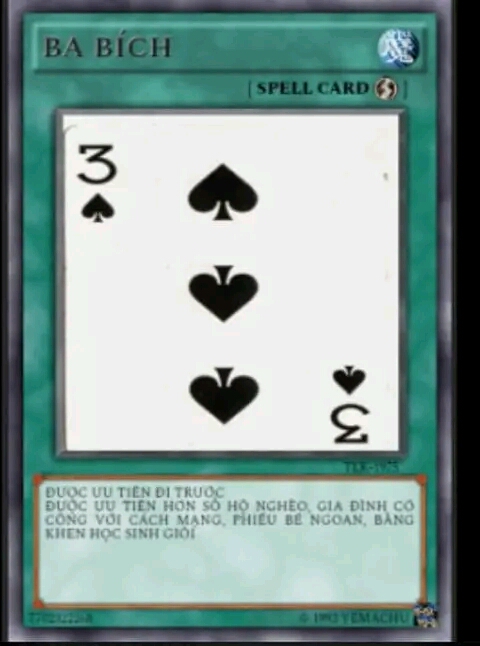 BA BÍCH
[ SPELL CARD ]
3
3
ĐƯỢC ƯU TIÊN ĐI TRƯỚC
ĐƯỢC ƯU TIÊN HƠN SỔ HỘ NGHÈO, GIA ĐÌNH CÓ
CÔNG VỚI CÁCH MẠNG, PHIẾU BÉ NGOAN, BẰNG
KHEN HỌC SINH GIỎI
© 1992 YEMACHU